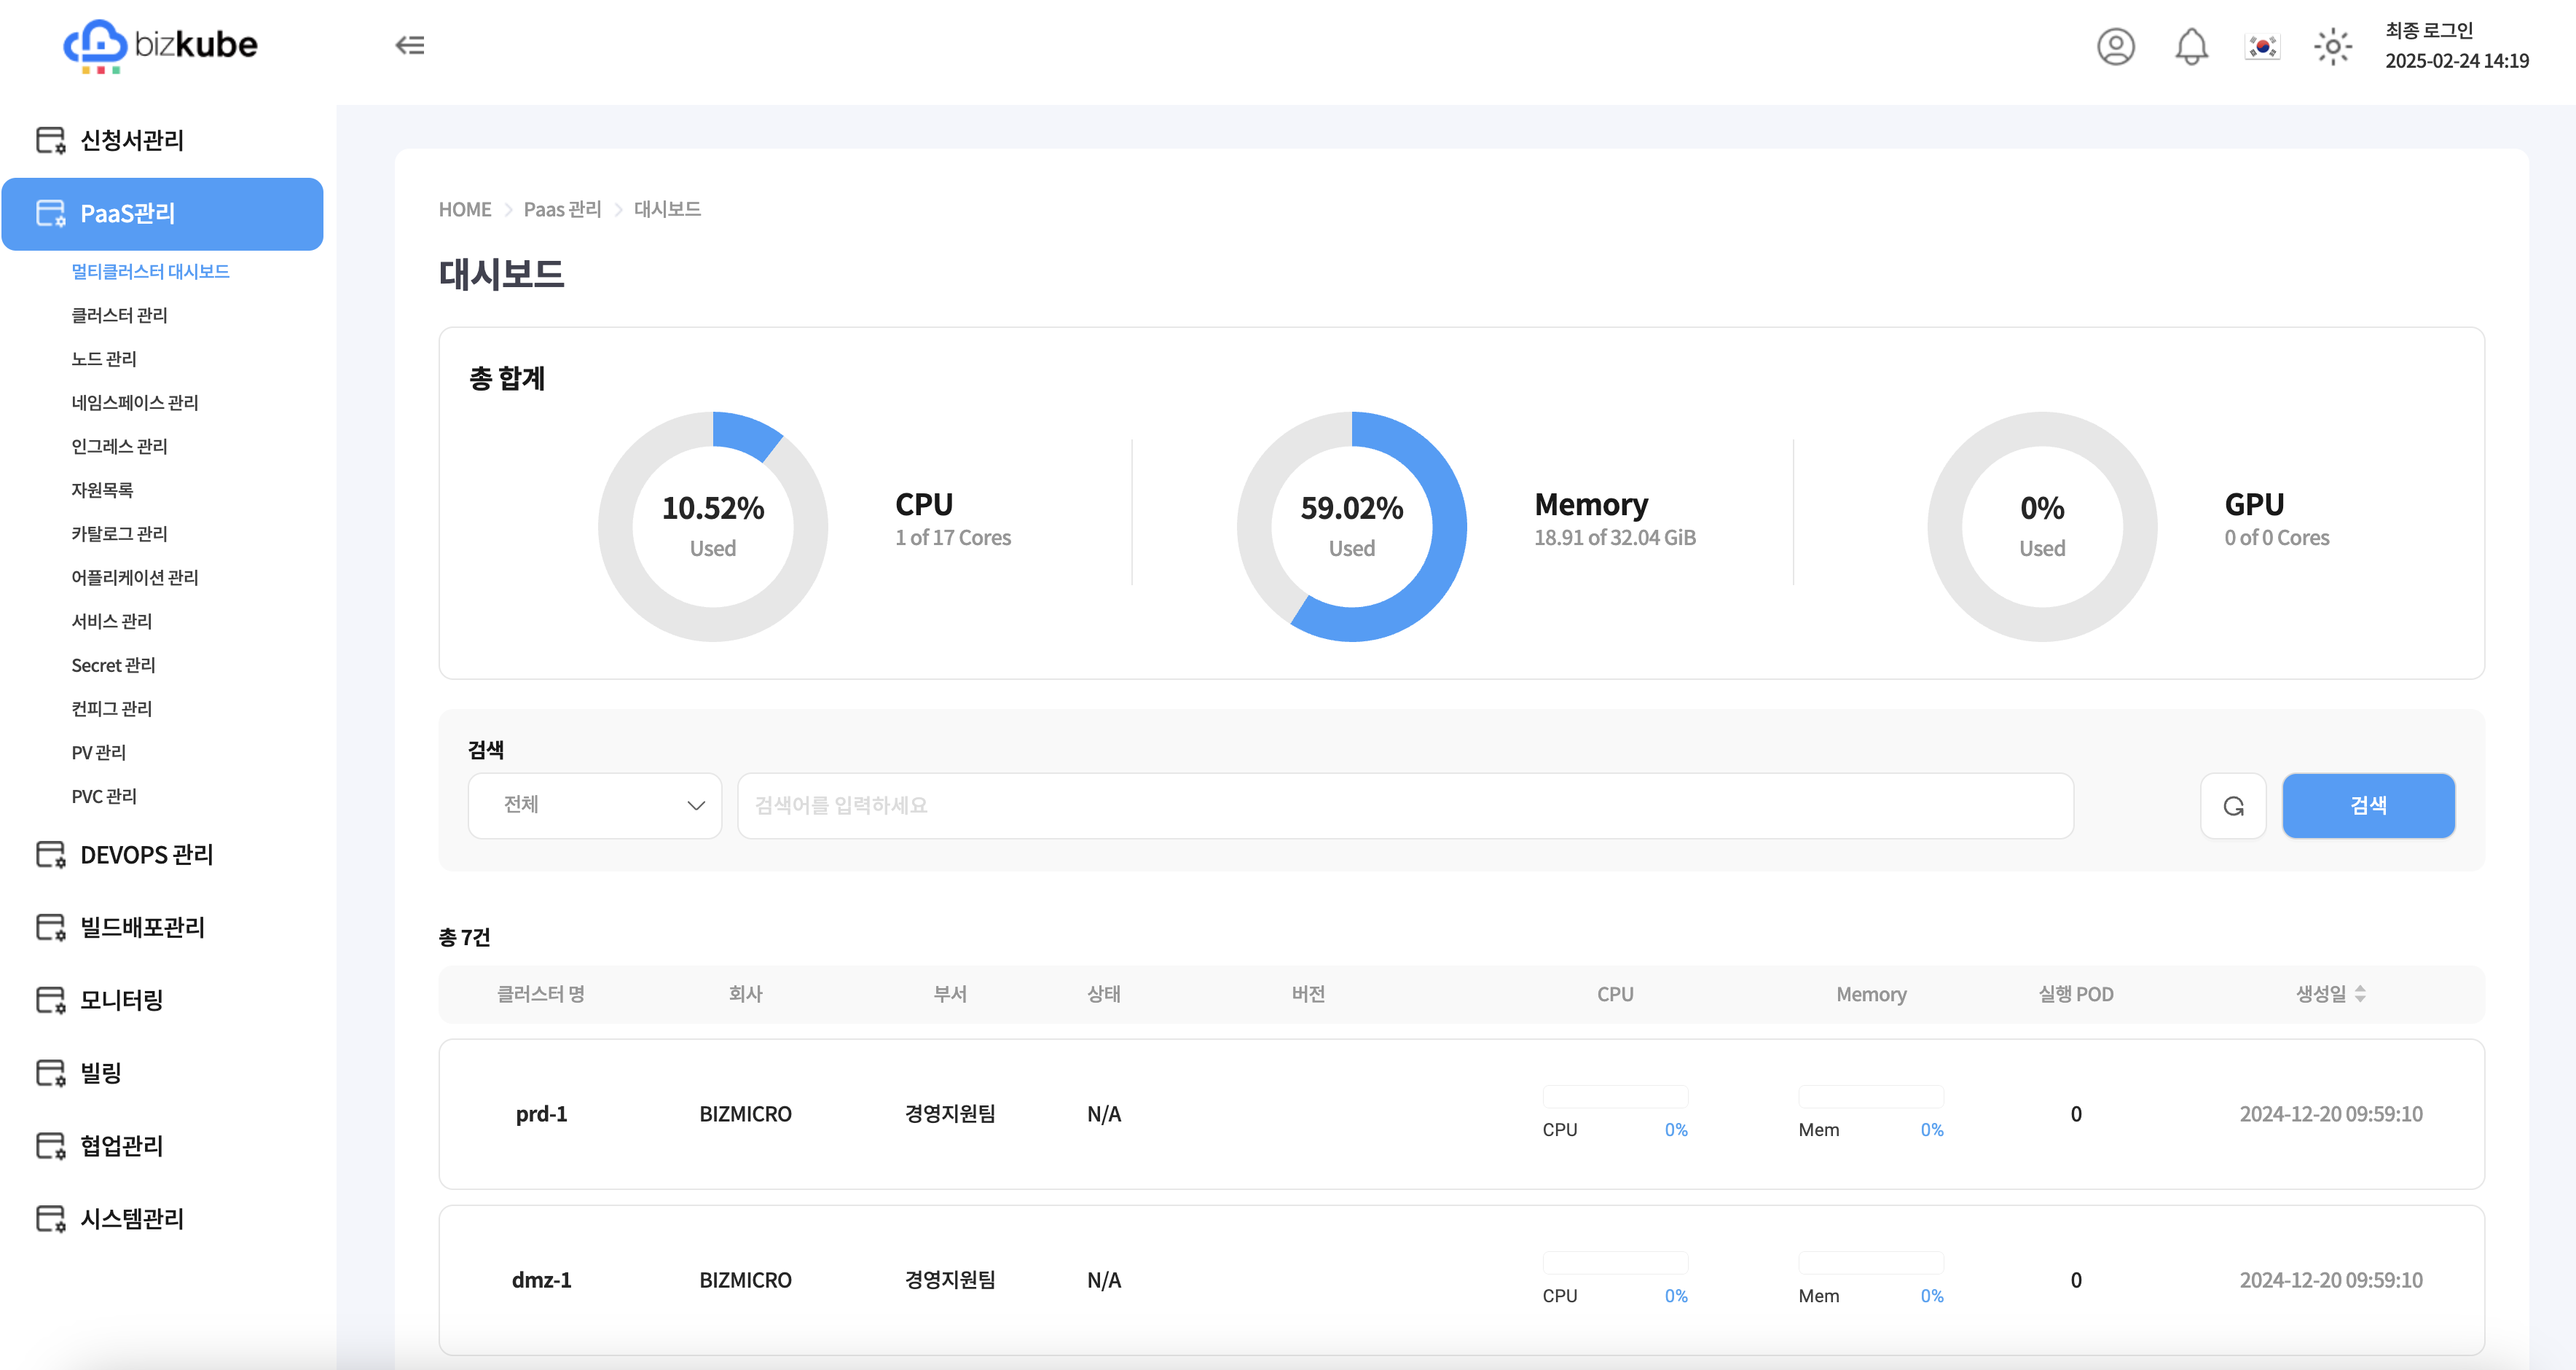 bizkube
최종 로그인
2025-02-24 14:19
신청서관리
PaaS관리
멀티클러스터 대시보드
클러스터 관리
노드 관리
네임스페이스 관리
인그레스 관리
자원목록
카탈로그 관리
어플리케이션 관리
서비스 관리
Secret 관리
컨피그 관리
PV 관리
PVC 관리
DEVOPS 관리
빌드배포관리
모니터링
빌링
협업관리
시스템관리
HOME > Paas 관리 > 대시보드
대시보드
총 합계
10.52%
Used
CPU
1 of 17 Cores
59.02%
Used
Memory
18.91 of 32.04 GiB
0%
Used
GPU
0 of 0 Cores
검색
전체 검색어를 입력하세요 검색
총 7건
클러스터 명 회사 부서 상태 버전 CPU Memory 실행 POD 생성일
prd-1 BIZMICRO 경영지원팀 N/A CPU 0% Mem 0% 0 2024-12-20 09:59:10
dmz-1 BIZMICRO 경영지원팀 N/A CPU 0% Mem 0% 0 2024-12-20 09:59:10